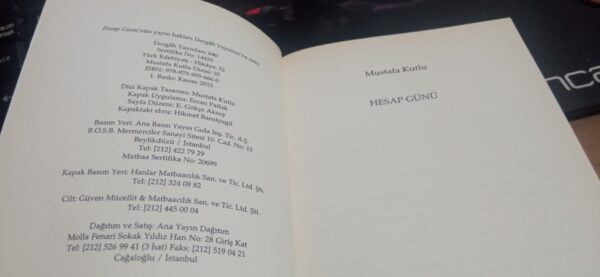 Hesap Günü'nün yayın hakları Dergâh Yayınları'na aittir.
Dergâh Yayınları: 640
Sertifika No: 14420
Türk Edebiyatı - Hikâye: 72
Mustafa Kutlu Dizisi: 28
ISBN: 978-975-995-666-0
1. Baskı: Kasım 2015
Dizi Kapak Tasarımı: Mustafa Kutlu
Kapak Uygulama: Ercan Patlak
Sayfa Düzeni: E. Gökçe Aksoy
Kapaktaki ebru: Hikmet Barutçugil
Basım Yeri: Ana Basın Yayın Gıda İnş. Tic. A.Ş.
B.O.S.B. Mermerciler Sanayi Sitesi 10. Cad. No: 15
Beylikdüzü / İstanbul
Tel: [212] 422 79 29
Matbaa Sertifika No: 20699
Kapak Basım Yeri: Hanlar Matbaacılık San. ve Tic. Ltd. Şti.
Tel: [212] 324 08 82
Cilt: Güven Mücellit & Matbaacılık San. ve Tic. Ltd. Şti.
Tel: [212] 445 00 04
Dağıtım ve Satış: Ana Yayın Dağıtım
Molla Fenari Sokak Yıldız Han No: 28 Giriş Kat
Tel: [212] 526 99 41 (3 hat) Faks: [212] 519 04 21
Cağaloğlu / İstanbul
Mustafa Kutlu
HESAP GÜNÜ